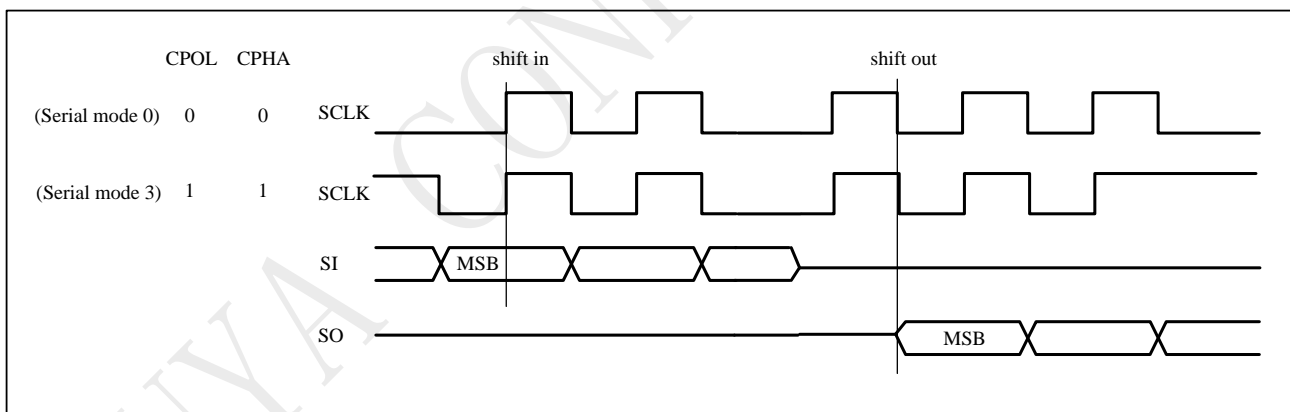 CPOL CPHA shift in shift out
(Serial mode 0) 0 0 SCLK
(Serial mode 3) 1 1 SCLK
SI MSB
SO MSB